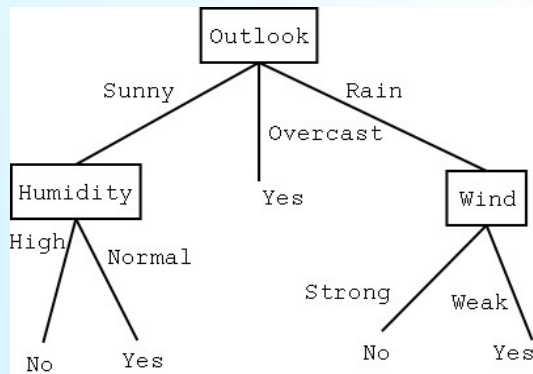 Outlook
Sunny
Rain
Overcast
Humidity
Yes
Wind
High
Normal
Strong
Weak
No
Yes
No
Yes